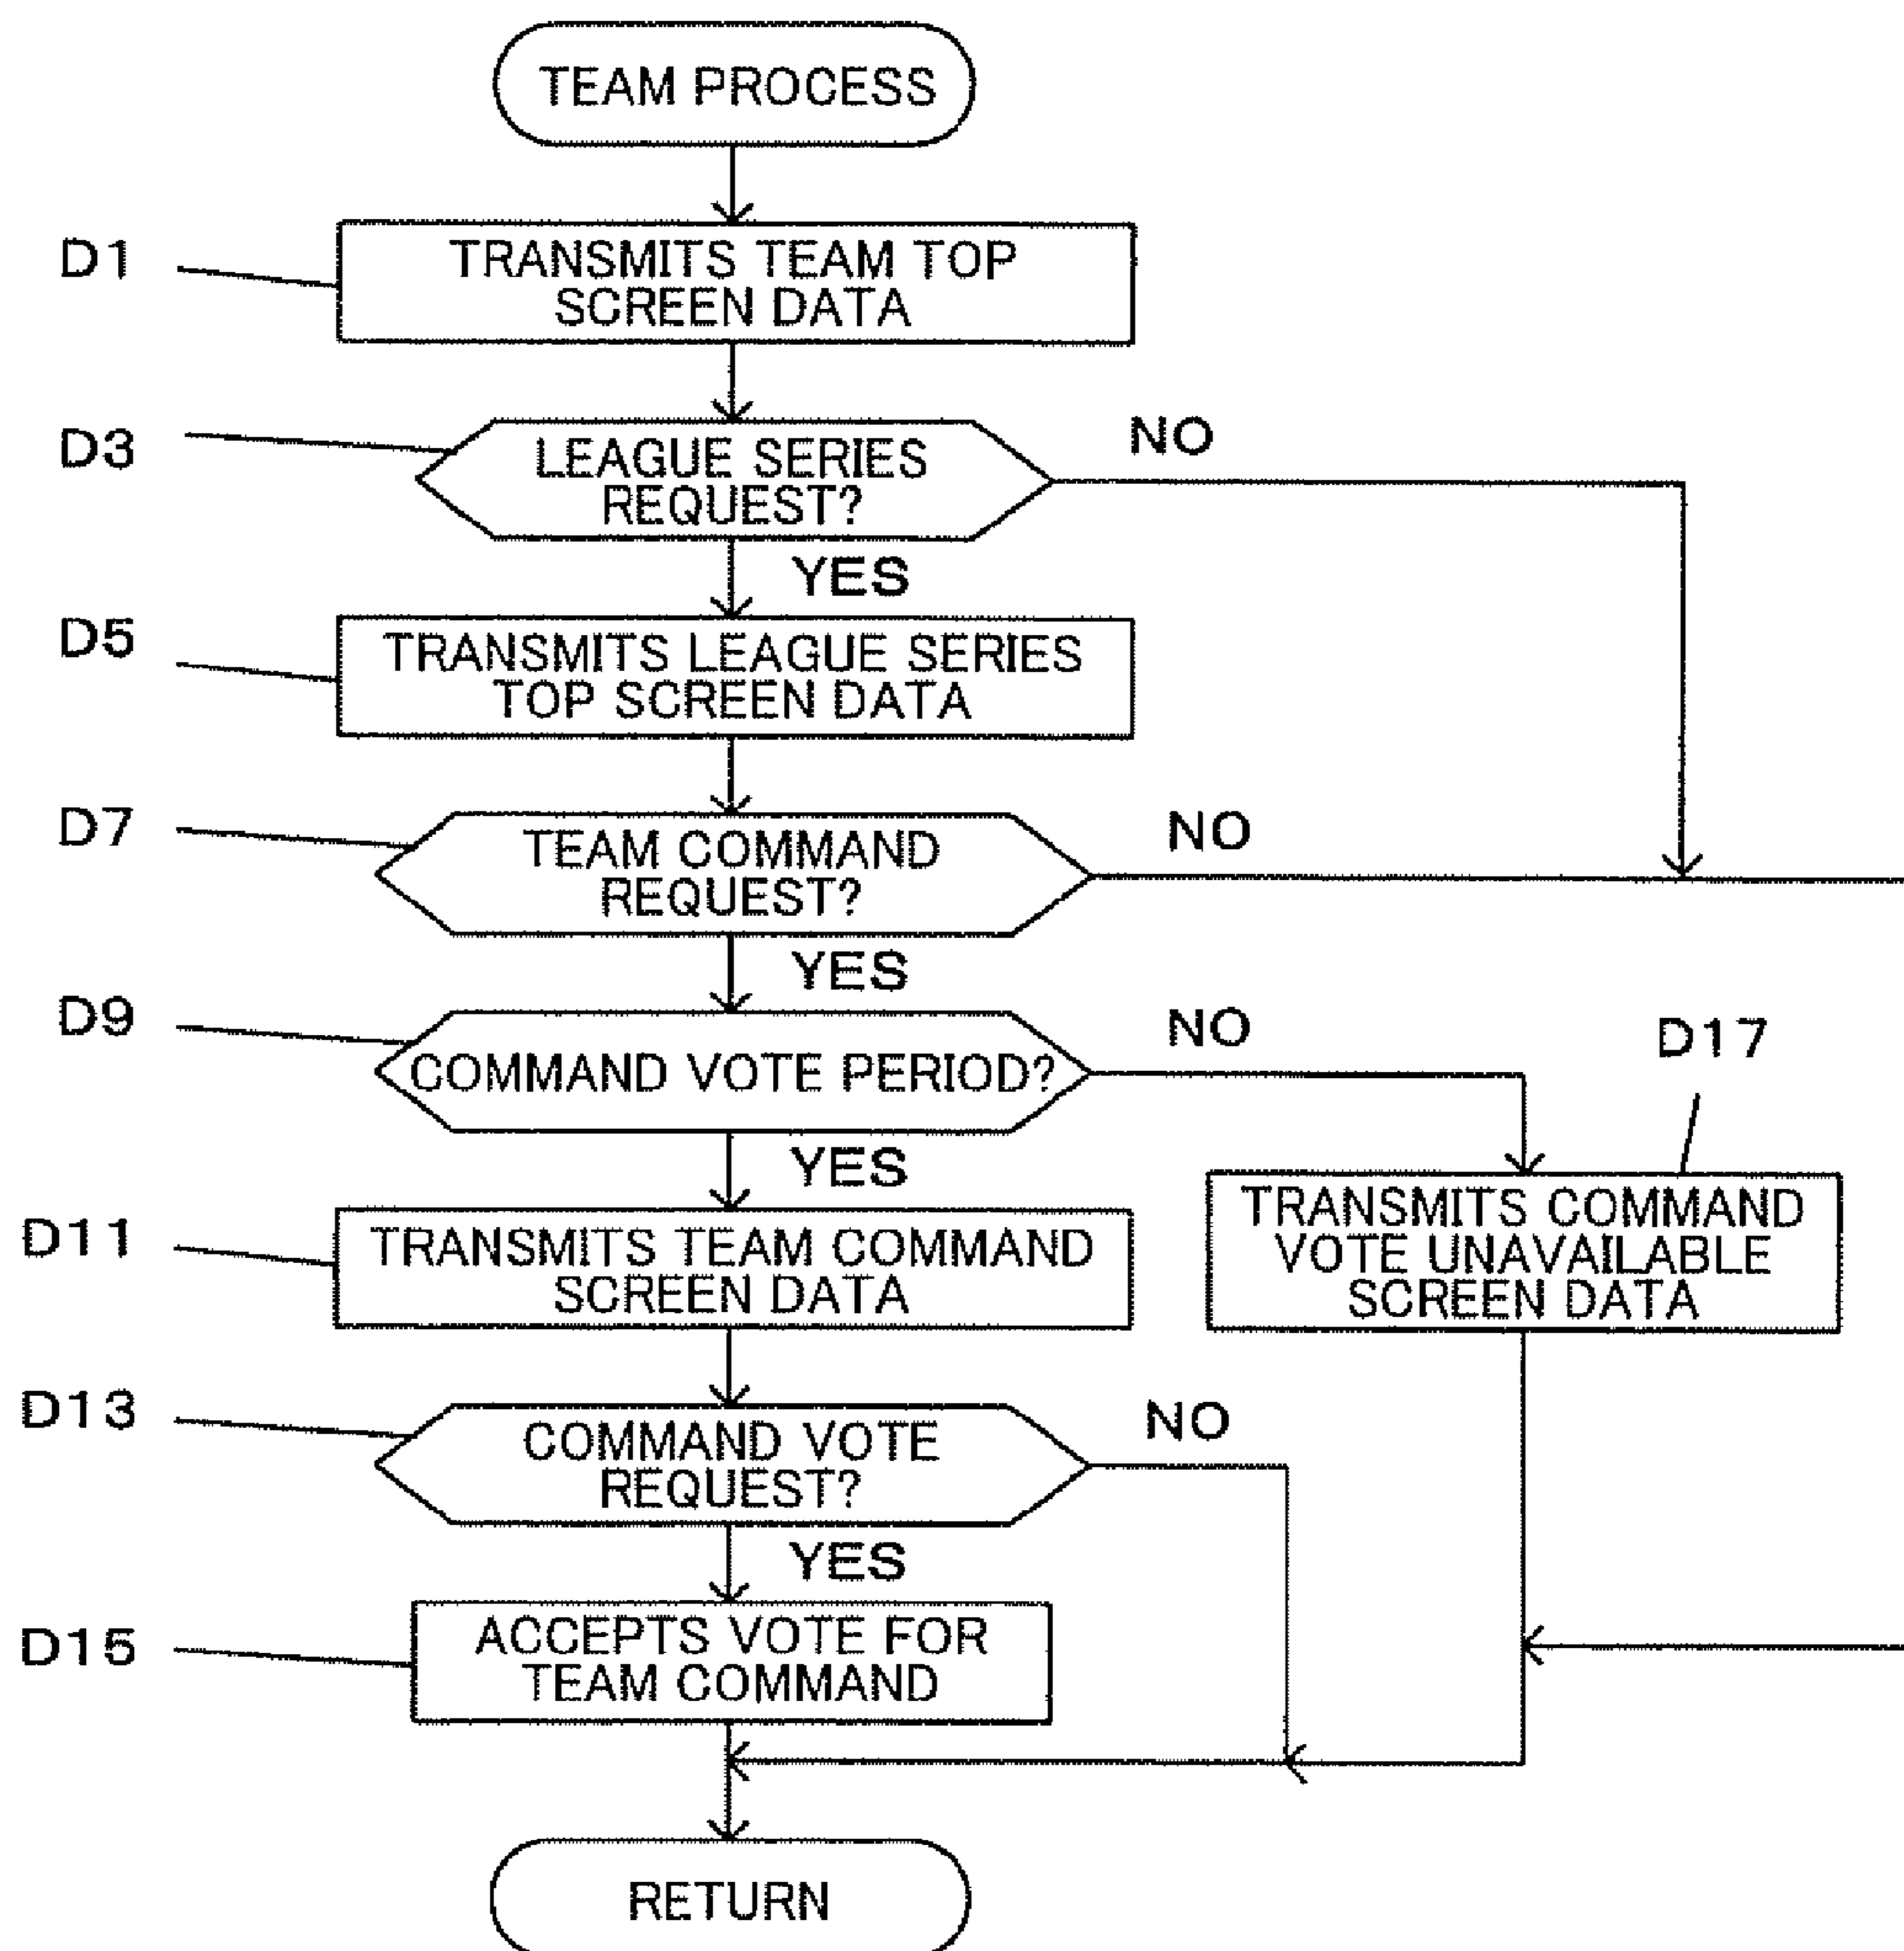 TEAM PROCESS
D1
TRANSMITS TEAM TOP
SCREEN DATA
D3
LEAGUE SERIES
REQUEST?
NO
YES
D5
TRANSMITS LEAGUE SERIES
TOP SCREEN DATA
D7
TEAM COMMAND
REQUEST?
NO
YES
D9
COMMAND VOTE PERIOD?
NO
D17
YES
TRANSMITS COMMAND
VOTE UNAVAILABLE
SCREEN DATA
D11
TRANSMITS TEAM COMMAND
SCREEN DATA
D13
COMMAND VOTE
REQUEST?
NO
YES
D15
ACCEPTS VOTE FOR
TEAM COMMAND
RETURN